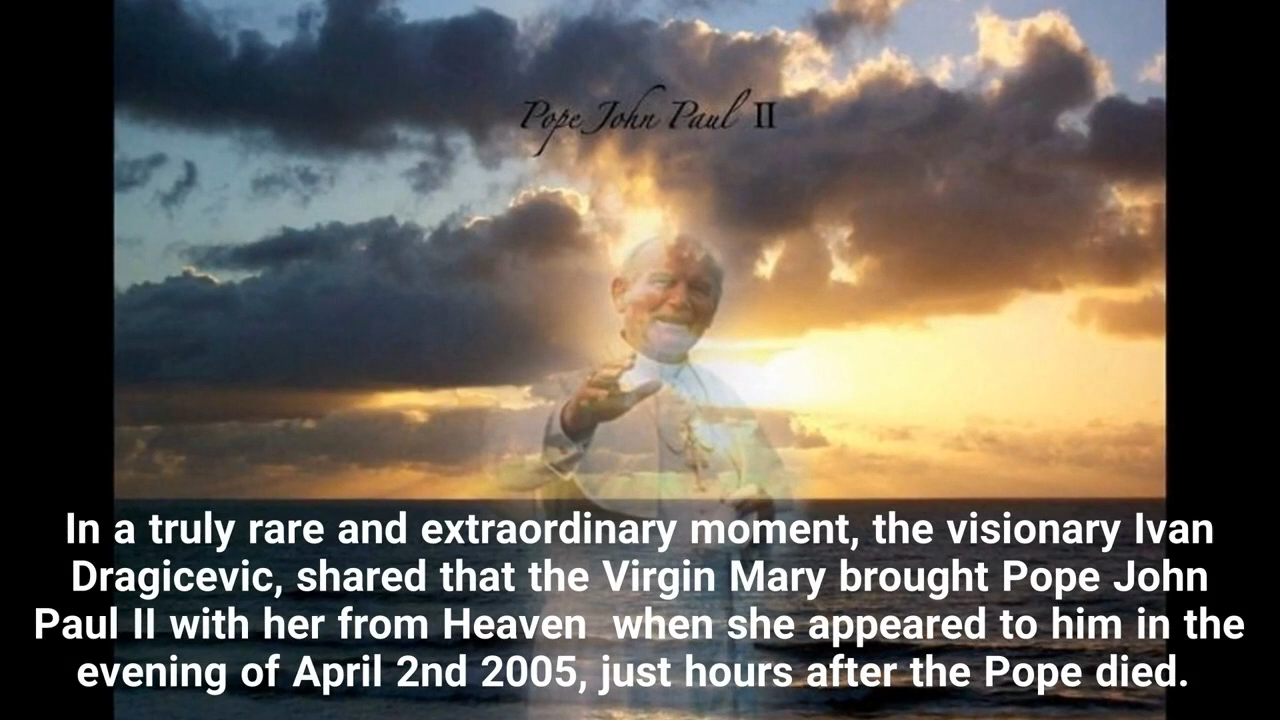 Pope John Paul II
In a truly rare and extraordinary moment, the visionary Ivan
Dragicevic, shared that the Virgin Mary brought Pope John
Paul II with her from Heaven  when she appeared to him in the
evening of April 2nd 2005, just hours after the Pope died.